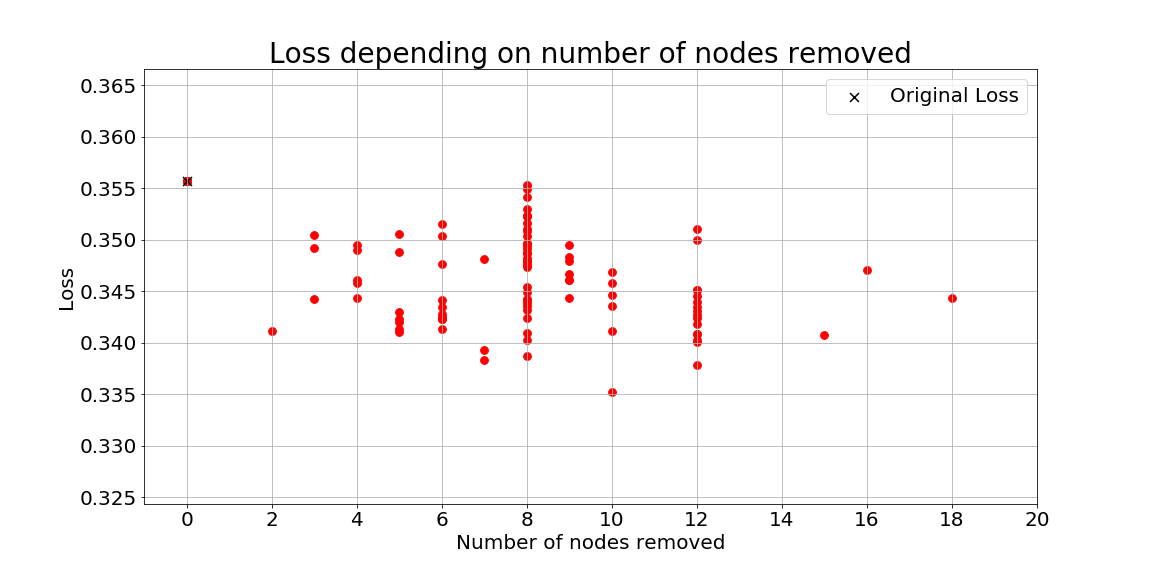 Loss depending on number of nodes removed
Original Loss
Loss
0.365
0.360
0.355
0.350
0.345
0.340
0.335
0.330
0.325
0 2 4 6 8 10 12 14 16 18 20
Number of nodes removed